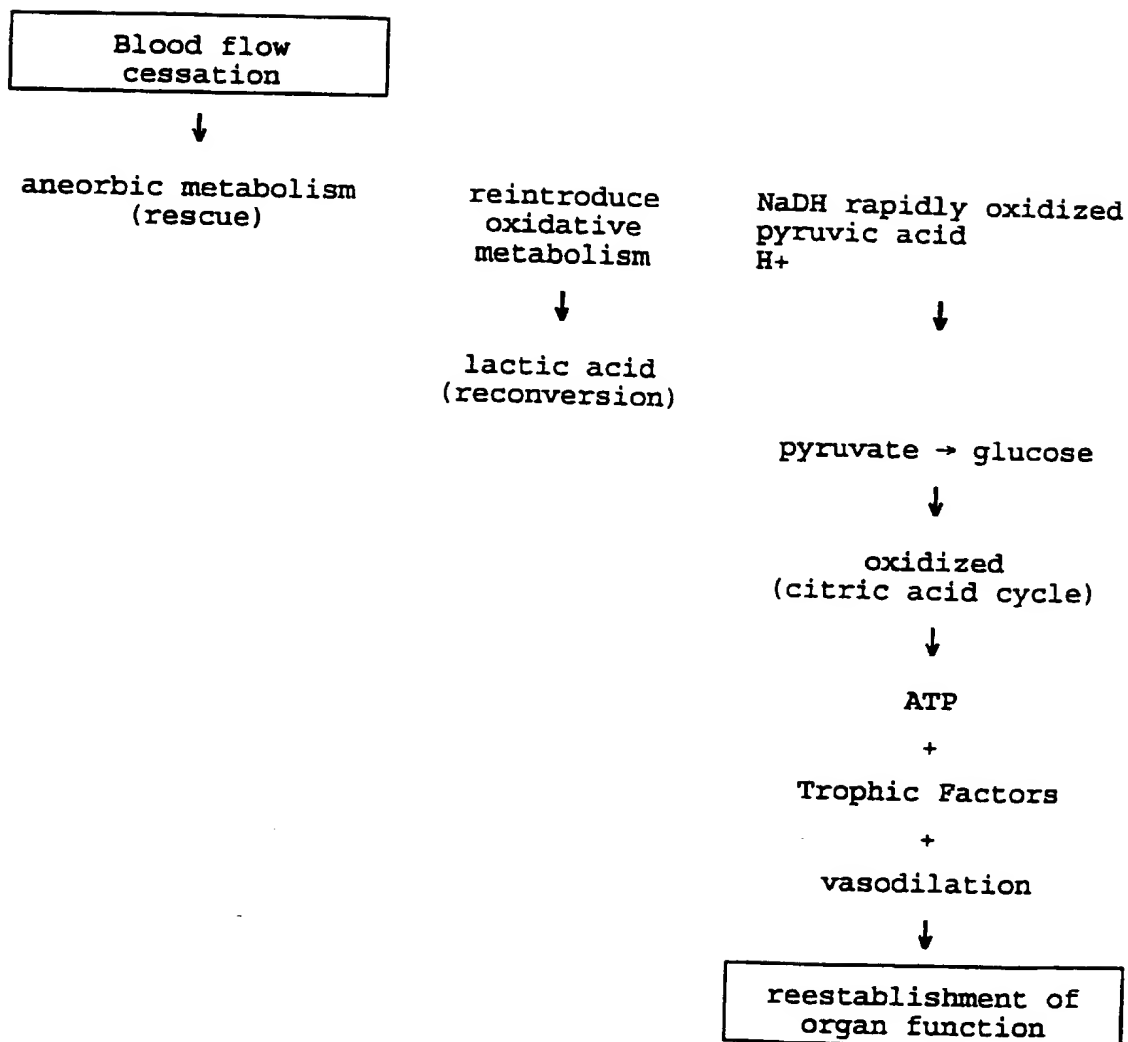 Blood flow
cessation
↓
aneorbic metabolism
(rescue)
reintroduce
oxidative
metabolism
↓
lactic acid
(reconversion)
NaDH rapidly oxidized
pyruvic acid
H+
↓
pyruvate → glucose
↓
oxidized
(citric acid cycle)
↓
ATP
+
Trophic Factors
+
vasodilation
↓
reestablishment of
organ function